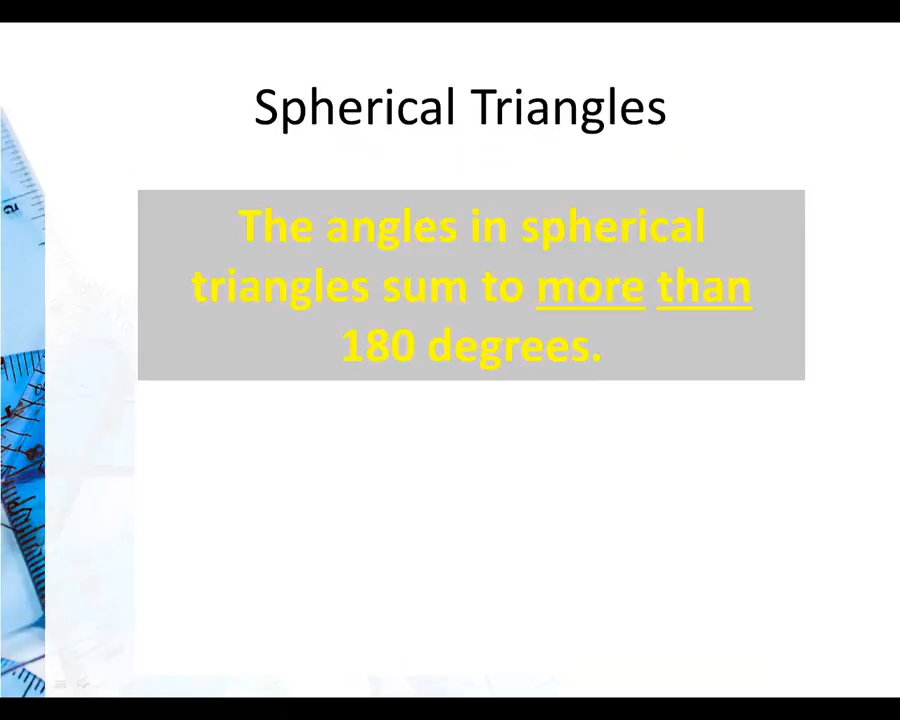 Spherical Triangles
The angles in spherical
triangles sum to more than
180 degrees.